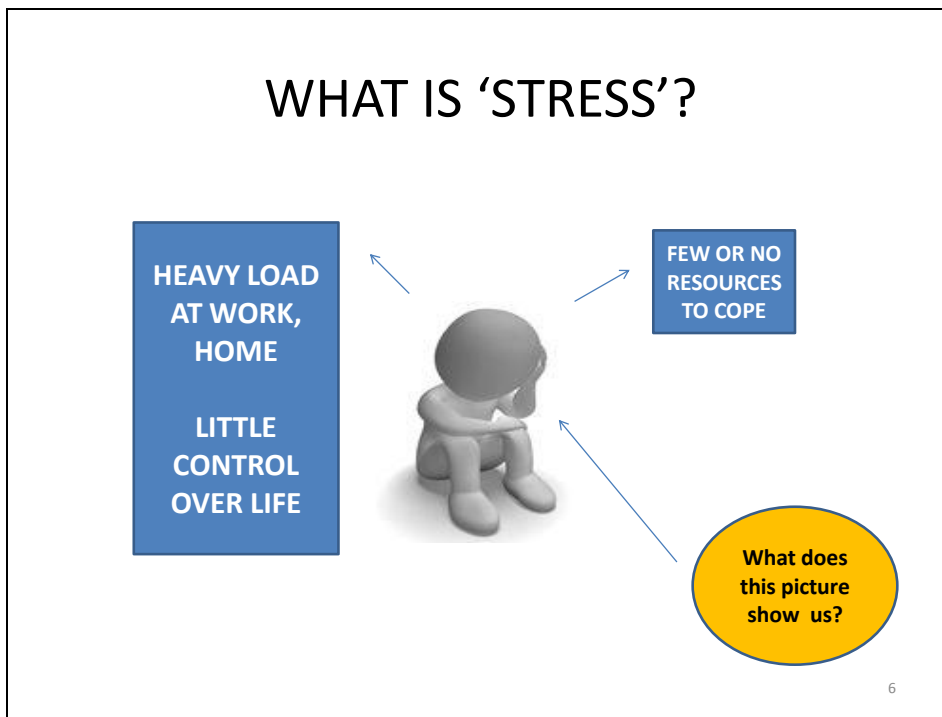 WHAT IS ‘STRESS’?
HEAVY LOAD
AT WORK,
HOME
LITTLE
CONTROL
OVER LIFE
FEW OR NO
RESOURCES
TO COPE
What does
this picture
show  us?
6